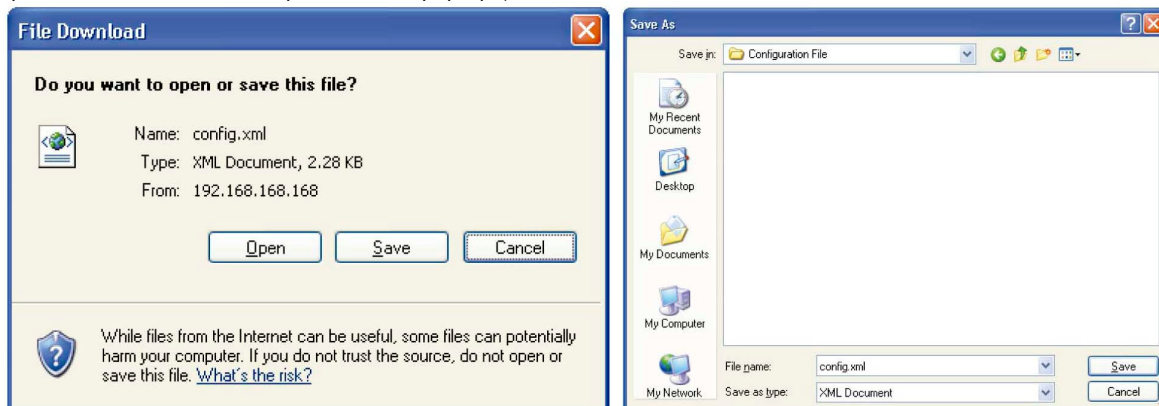 File Download
Do you want to open or save this file?
Name: config.xml
Type: XML Document, 2.28 KB
From: 192.168.168.168
Open Save Cancel
While files from the Internet can be useful, some files can potentially
harm your computer. If you do not trust the source, do not open or
save this file. What's the risk?
Save As
Save in: Configuration File
My Recent
Documents
Desktop
My Documents
My Computer
My Network
File name: config.xml Save
Save as type: XML Document Cancel